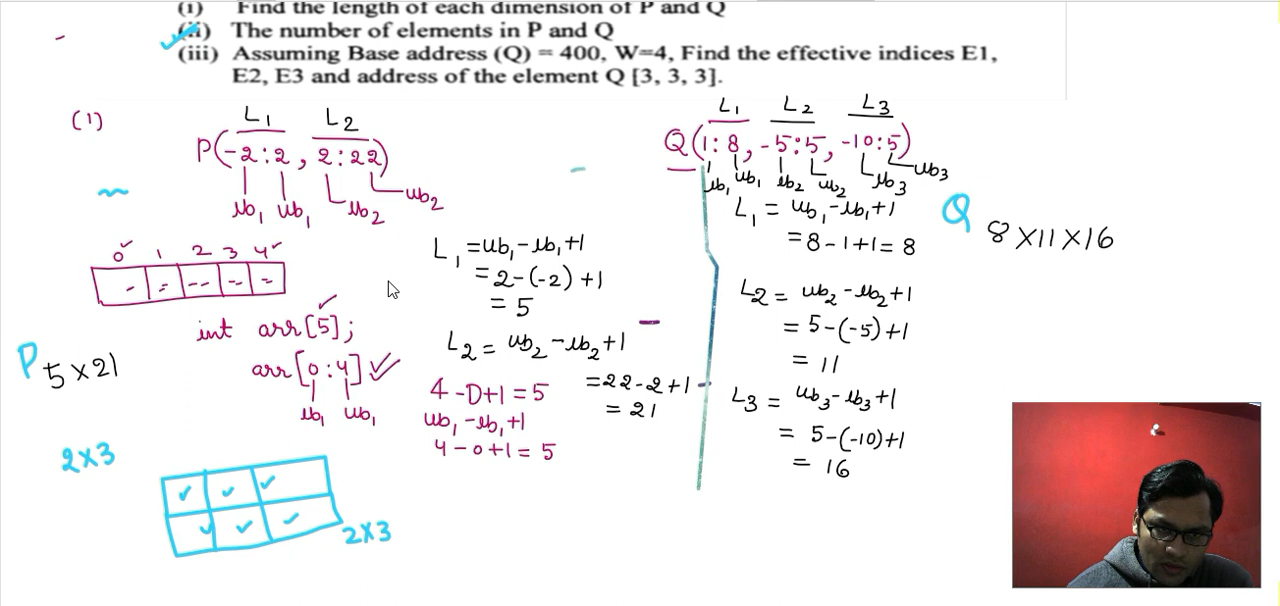 (i) Find the length of each dimension of P and Q
(ii) The number of elements in P and Q
(iii) Assuming Base address (Q) = 400, W=4, Find the effective indices E1,
E2, E3 and address of the element Q [3, 3, 3].
(1)
L1 L2
P(-2:2, 2:22)
lb1 ub1 lb2 ub2
0 1 2 3 4
int arr[5];
arr[0:4]
lb1 ub1
P 5×21
L1 = ub1-lb1+1
= 2-(-2)+1
= 5
L2 = ub2-lb2+1
= 22-2+1
= 21
4-0+1=5
ub1-lb1+1
4-0+1=5
2×3
2×3
L1 L2 L3
Q(1:8, -5:5, -10:5)
lb1 ub1 lb2 ub2 lb3 ub3
L1 = ub1-lb1+1
= 8-1+1=8
L2 = ub2-lb2+1
= 5-(-5)+1
= 11
L3 = ub3-lb3+1
= 5-(-10)+1
= 16
Q 8×11×16